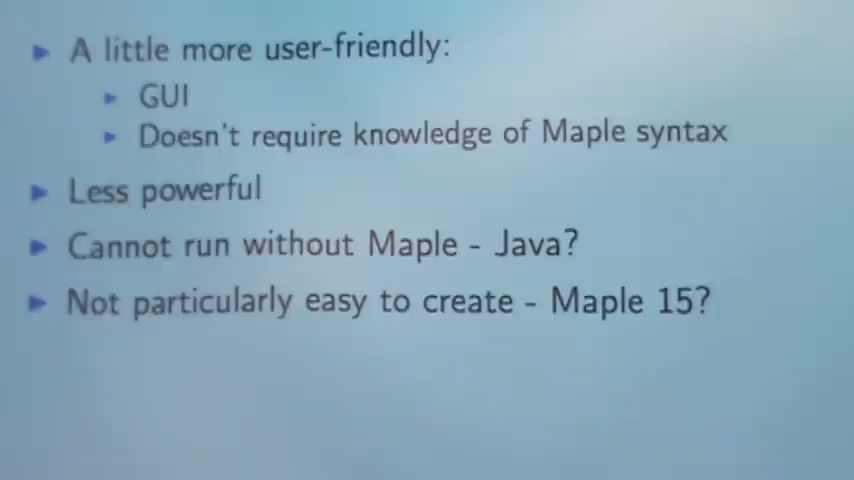 A little more user-friendly:
GUI
Doesn't require knowledge of Maple syntax
Less powerful
Cannot run without Maple - Java?
Not particularly easy to create - Maple 15?